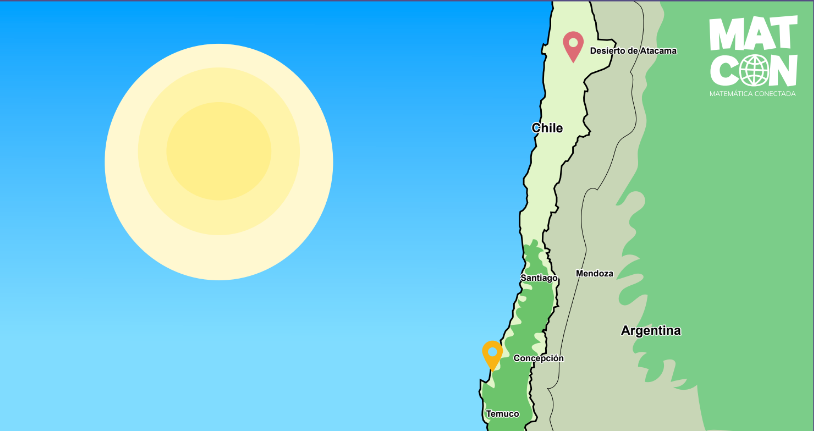 MAT
CON
MATEMÁTICA CONECTADA
Desierto de Atacama
Chile
Santiago
Mendoza
Argentina
Concepción
Temuco